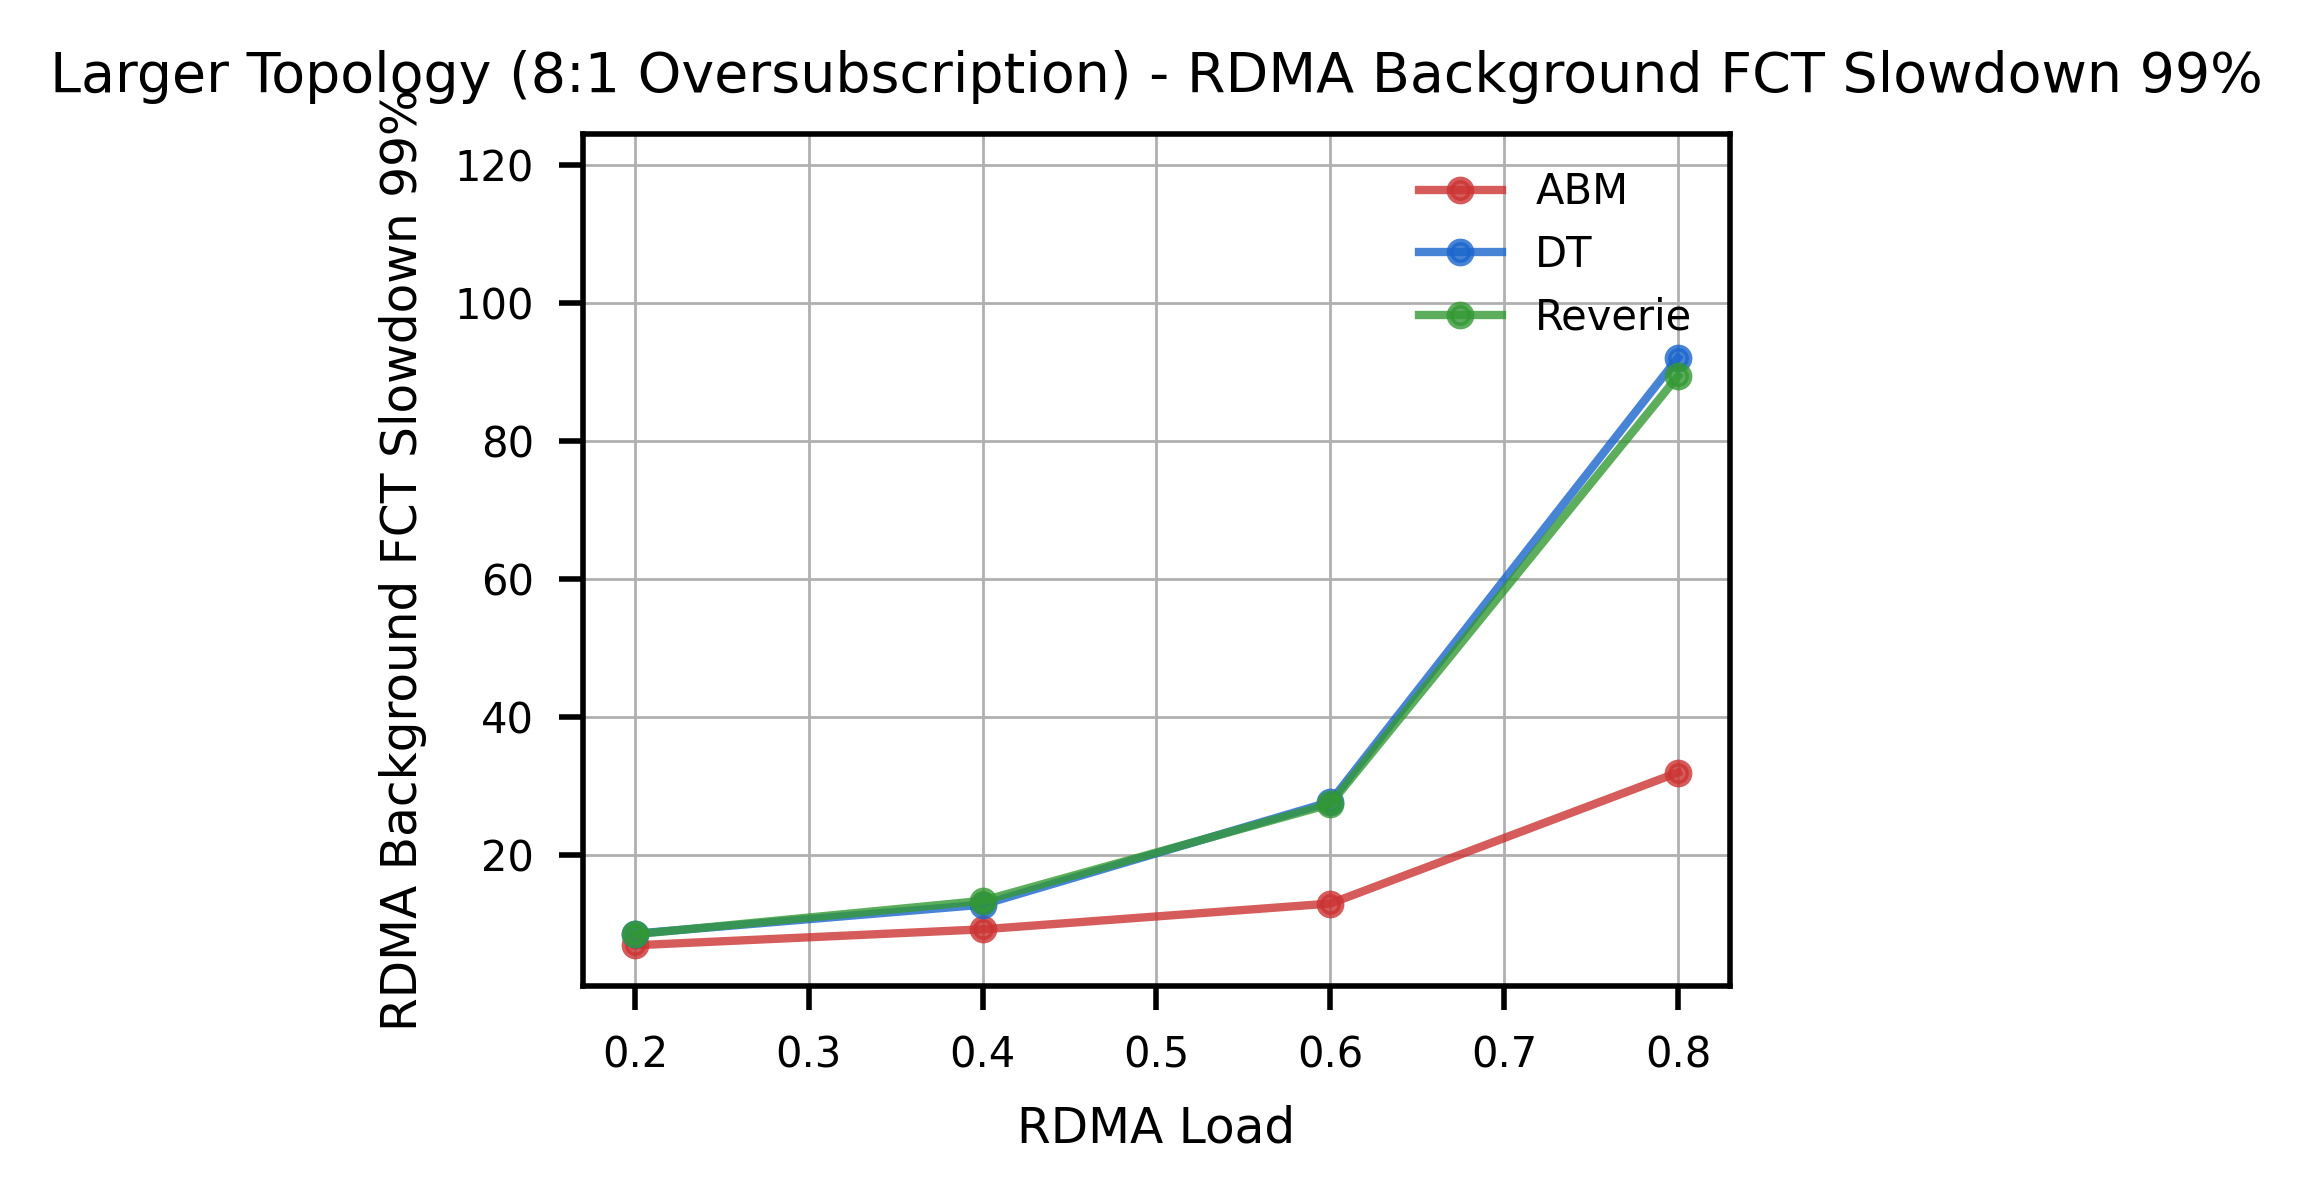 Larger Topology (8:1 Oversubscription) - RDMA Background FCT Slowdown 99%
RDMA Background FCT Slowdown 99%
120
100
80
60
40
20
ABM
DT
Reverie
0.2 0.3 0.4 0.5 0.6 0.7 0.8
RDMA Load